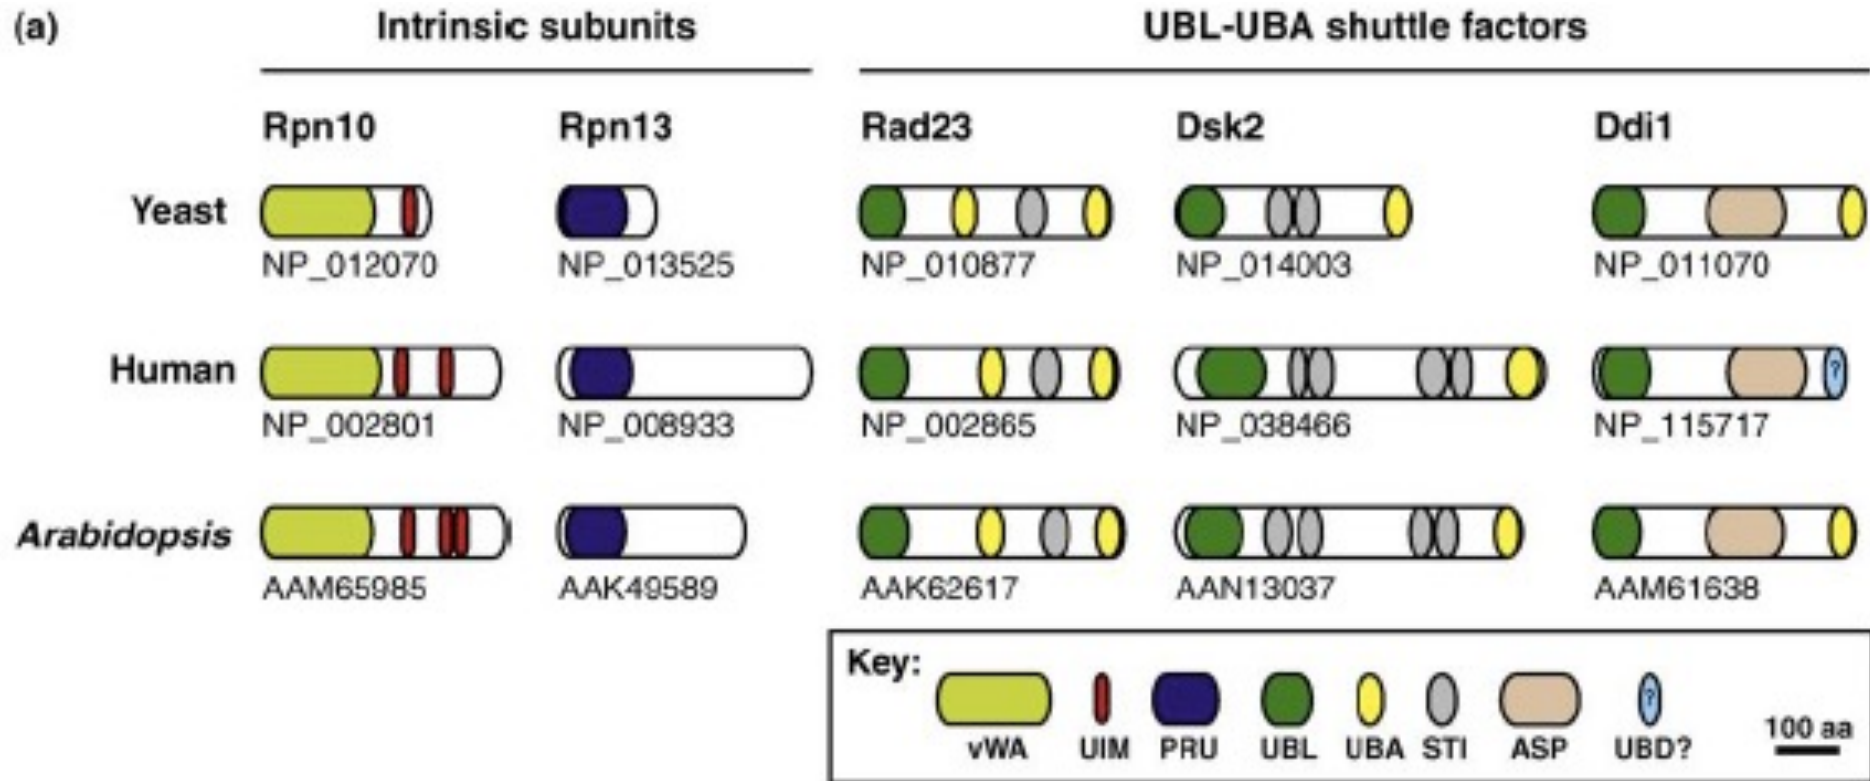 (a) Intrinsic subunits UBL-UBA shuttle factors
Rpn10 Rpn13 Rad23 Dsk2 Ddi1
Yeast
NP_012070 NP_013525 NP_010877 NP_014003 NP_011070
Human ?
NP_002801 NP_008933 NP_002865 NP_038466 NP_115717
Arabidopsis
AAM65985 AAK49589 AAK62617 AAN13037 AAM61638
Key:
?
100 aa
vWA UIM PRU UBL UBA STI ASP UBD?